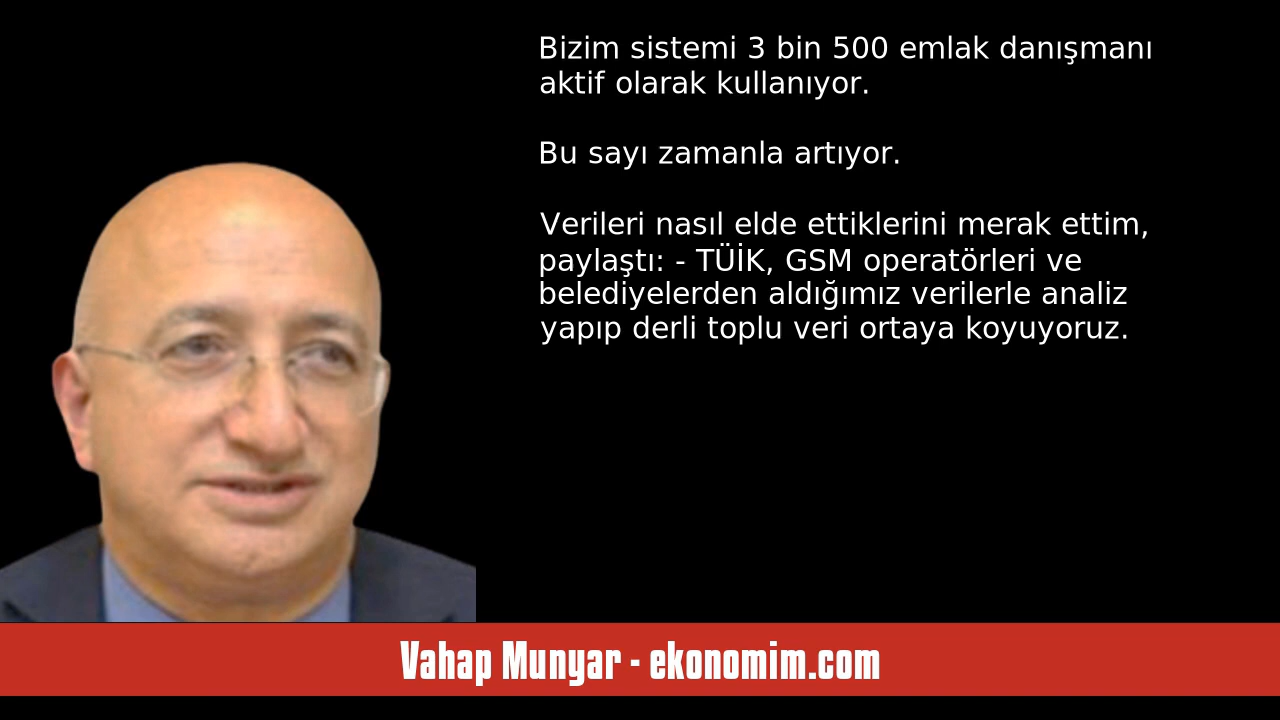 Bizim sistemi 3 bin 500 emlak danışmanı
aktif olarak kullanıyor.
Bu sayı zamanla artıyor.
Verileri nasıl elde ettiklerini merak ettim,
paylaştı: - TÜİK, GSM operatörleri ve
belediyelerden aldığımız verilerle analiz
yapıp derli toplu veri ortaya koyuyoruz.
Vahap Munyar - ekonomim.com